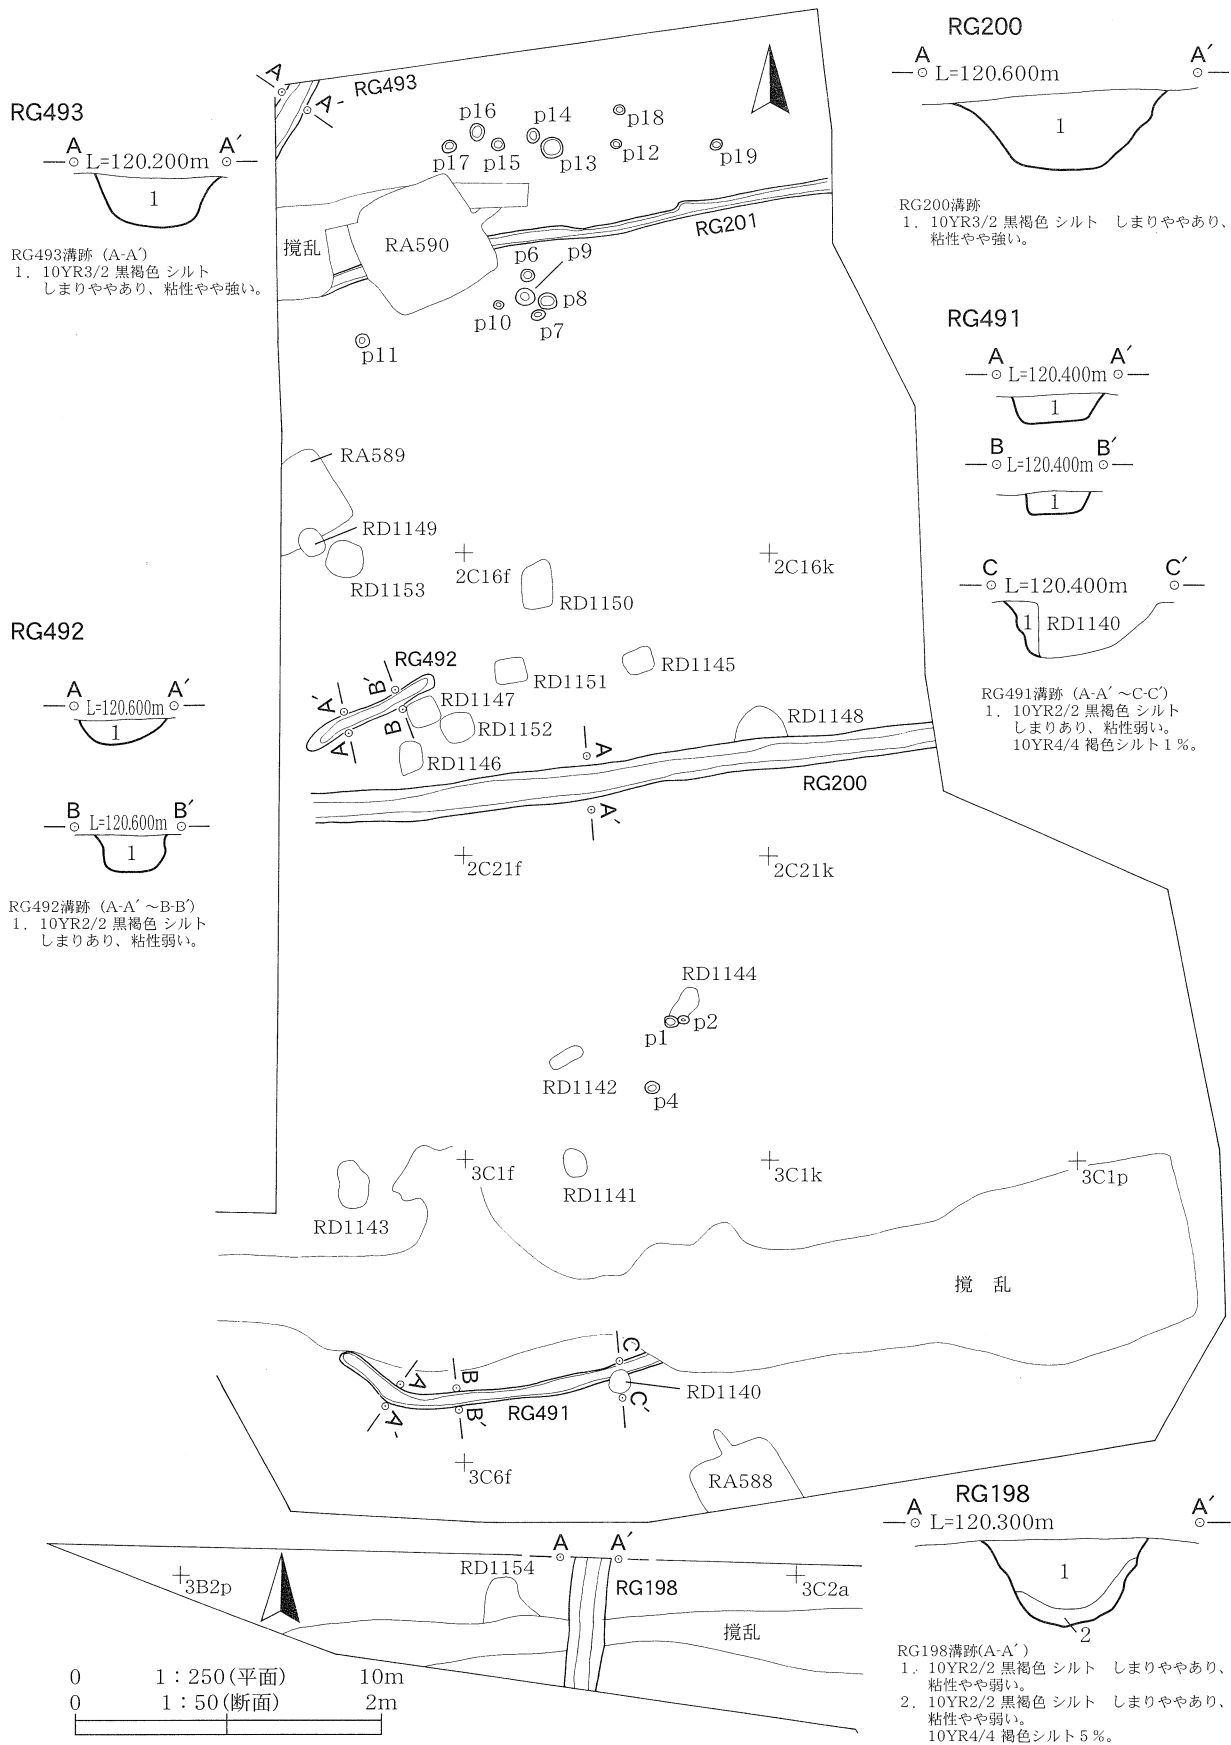 RG200
A A′
L=120.600m
1
RG200溝跡
1．10YR3/2 黒褐色 シルト　しまりややあり、
粘性やや強い。
RG493
A A′
L=120.200m
1
RG493溝跡（A-A′）
1．10YR3/2 黒褐色 シルト
しまりややあり、粘性やや強い。
A
A′
RG493
p16
p14
p18
p17
p15
p13
p12
p19
RG201
攪乱
RA590
p6
p9
p10
p8
p7
p11
RG491
A A′
L=120.400m
1
B B′
L=120.400m
1
C C′
L=120.400m
1 RD1140
RG491溝跡（A-A′～C-C′）
1．10YR2/2 黒褐色 シルト
しまりあり、粘性弱い。
10YR4/4 褐色シルト1％。
RA589
RD1149
RD1153
2C16f
RD1150
2C16k
RG492
A A′
L=120.600m
1
B B′
L=120.600m
1
RG492溝跡（A-A′～B-B′）
1．10YR2/2 黒褐色 シルト
しまりあり、粘性弱い。
RG492
A′
B′
A
B
RD1147
RD1151
RD1145
RD1152
RD1146
RD1148
A
A′
RG200
2C21f
2C21k
RD1144
p1
p2
RD1142
p4
3C1f
3C1k
3C1p
RD1143
RD1141
攪　乱
A
A′
B
B′
C
C′
RD1140
RG491
3C6f
RA588
RG198
A A′
L=120.300m
1
2
RG198溝跡(A-A′)
1．10YR2/2 黒褐色 シルト　しまりややあり、
粘性やや弱い。
2．10YR2/2 黒褐色 シルト　しまりややあり、
粘性やや弱い。
10YR4/4 褐色シルト5％。
A A′
3B2p
RD1154
RG198
3C2a
攪乱
0 1：250(平面) 10m
0 1：50(断面) 2m